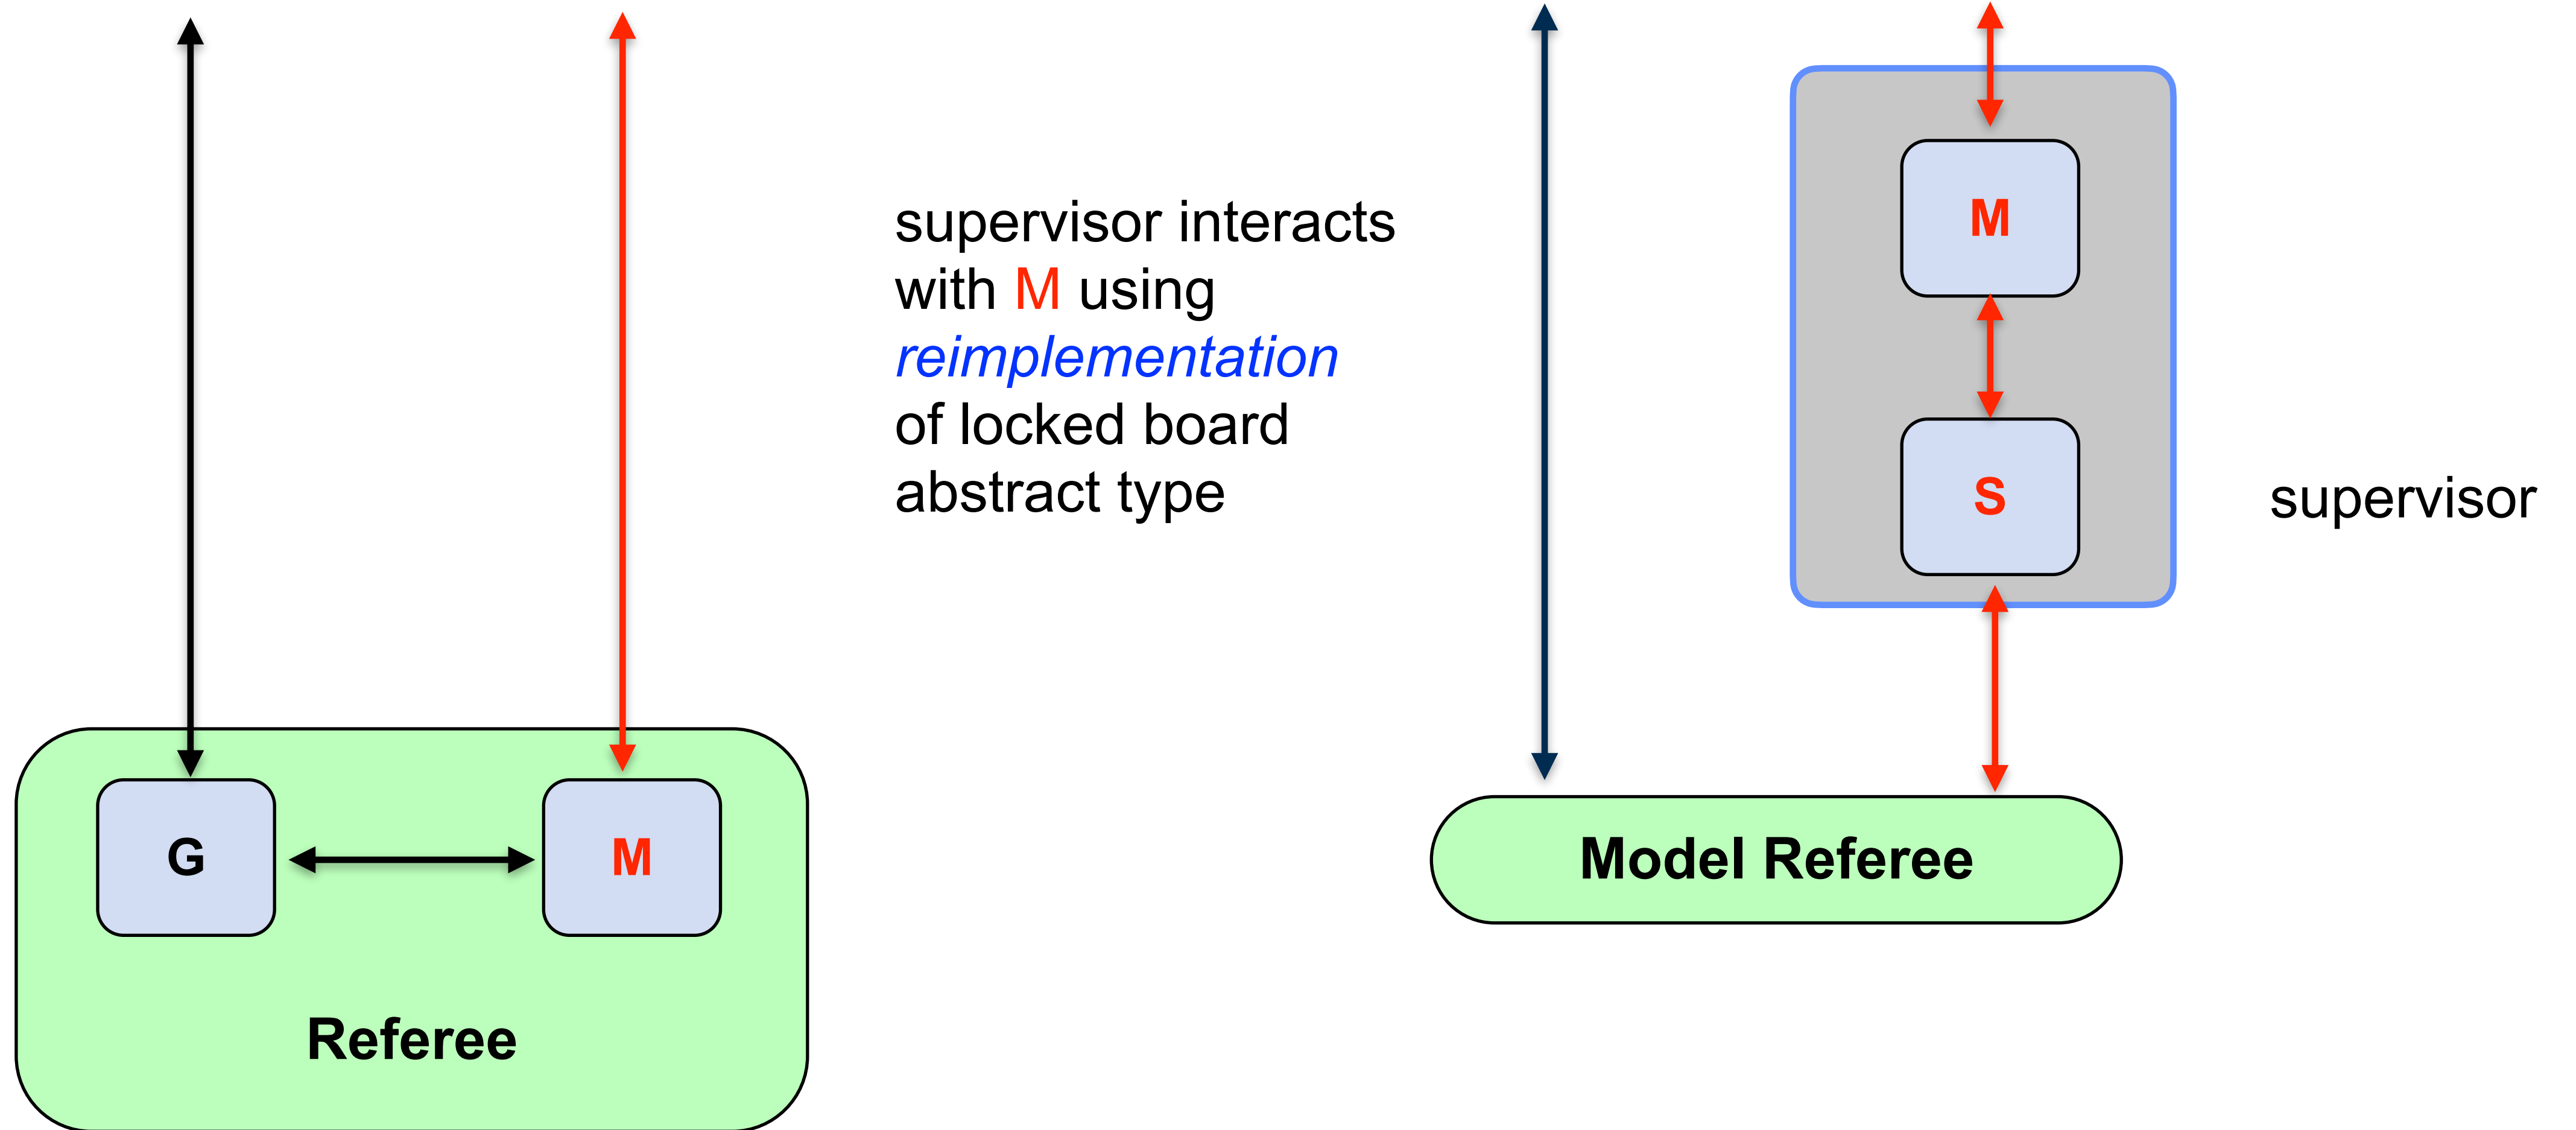 supervisor interacts
with M using
reimplementation
of locked board
abstract type
M
S
supervisor
G
M
Referee
Model Referee